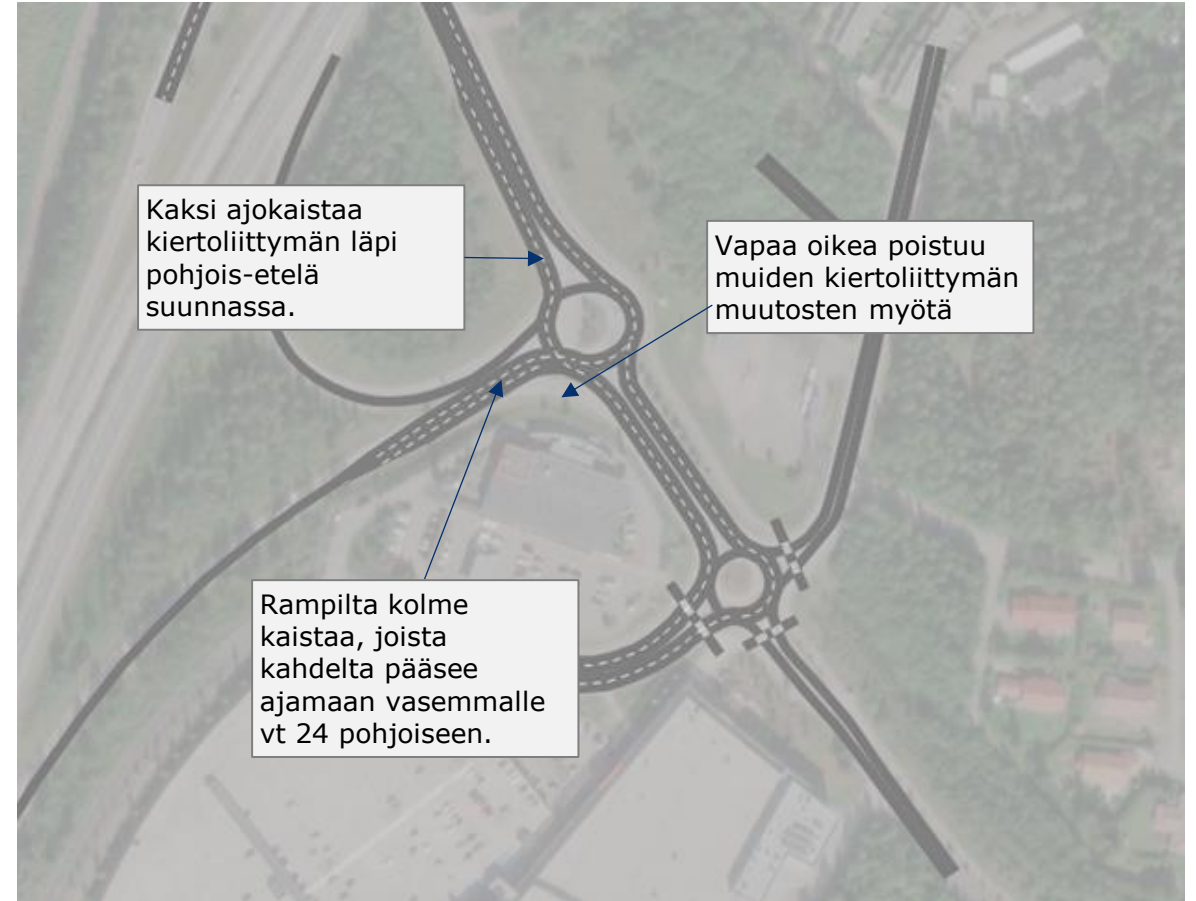 Kaksi ajokaistaa
kiertoliittymän läpi
pohjois-etelä
suunnassa.
Vapaa oikea poistuu
muiden kiertoliittymän
muutosten myötä
Rampilta kolme
kaistaa, joista
kahdelta pääsee
ajamaan vasemmalle
vt 24 pohjoiseen.